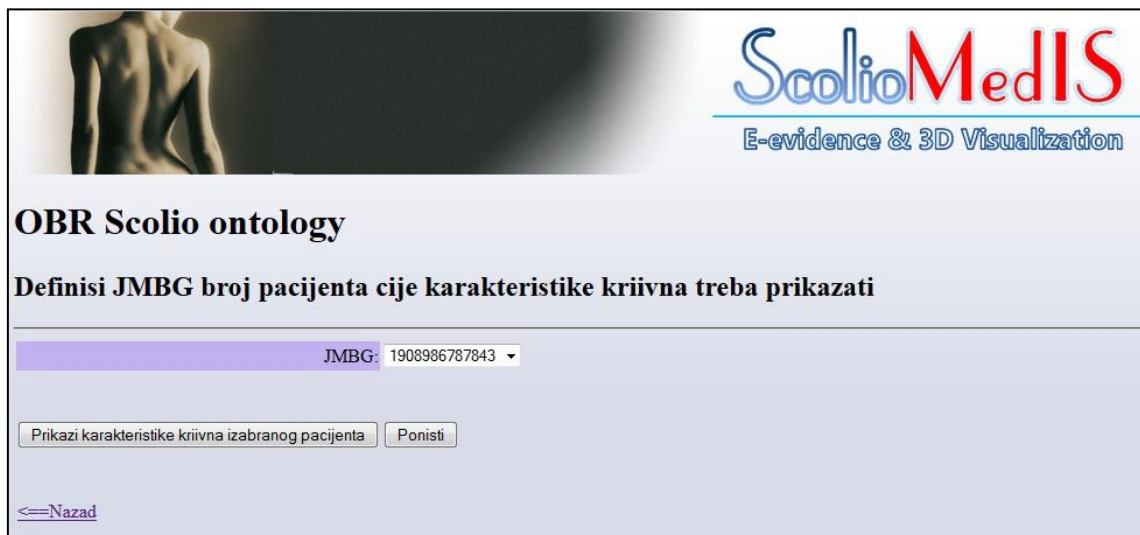 ScolioMedIS
E-evidence & 3D Visualization
OBR Scolio ontology
Definisi JMBG broj pacijenta cije karakteristike kriivna treba prikazati
JMBG: 1908986787843
Prikazi karakteristike kriivna izabranog pacijenta Ponisti
<==Nazad